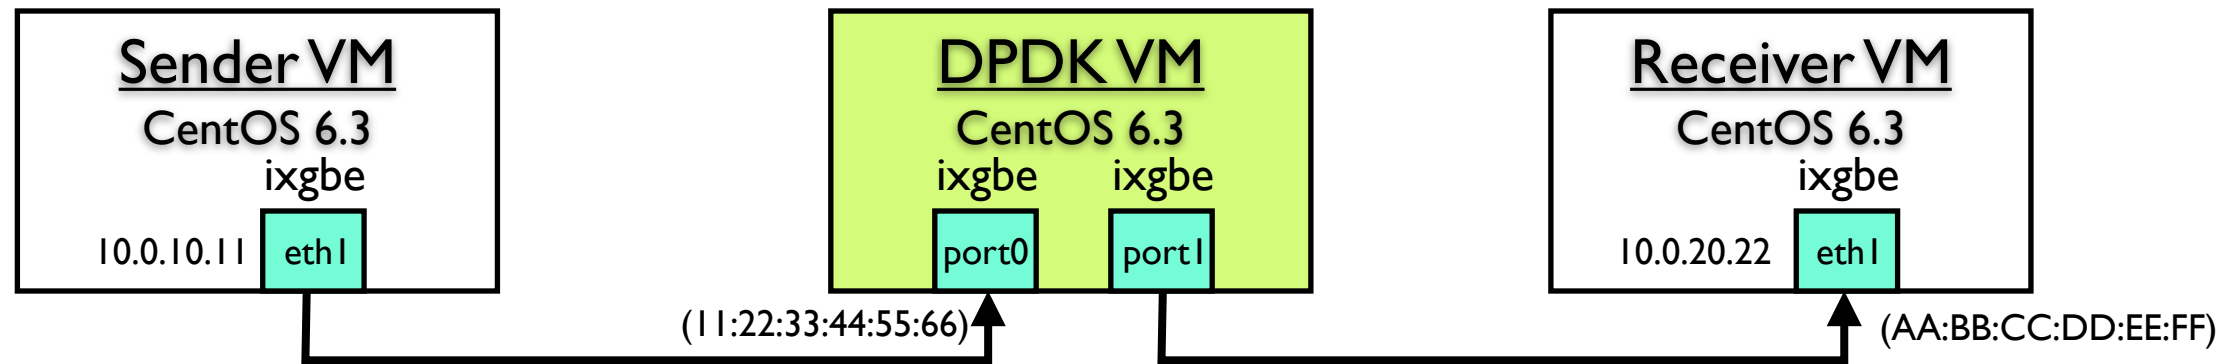 Sender VM
CentOS 6.3
ixgbe
10.0.10.11 eth1
DPDK VM
CentOS 6.3
ixgbe ixgbe
port0 port1
Receiver VM
CentOS 6.3
ixgbe
10.0.20.22 eth1
(11:22:33:44:55:66)
(AA:BB:CC:DD:EE:FF)